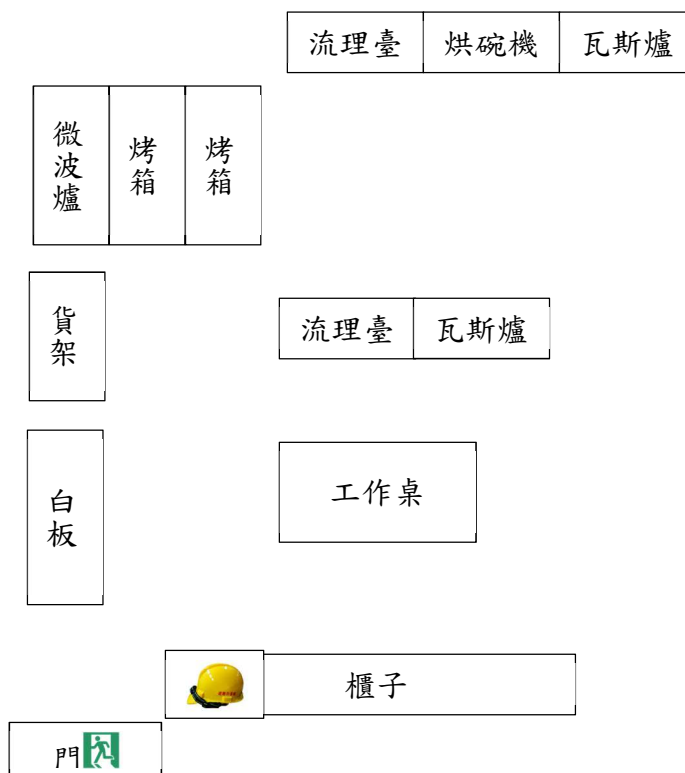 流理臺 烘碗機 瓦斯爐
微波爐 烤箱 烤箱
貨架
流理臺 瓦斯爐
白板
工作桌
櫃子
門